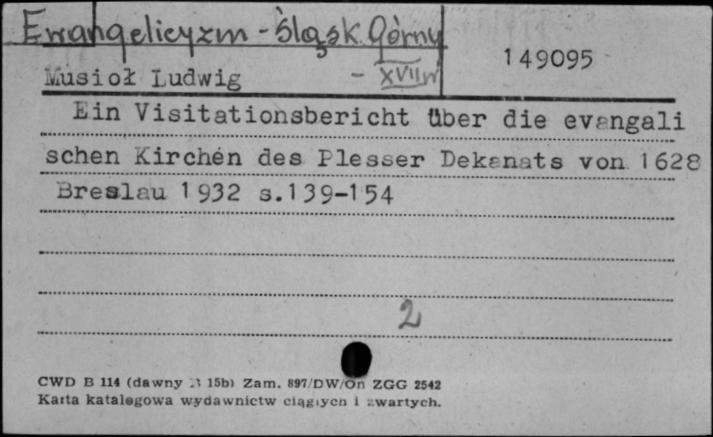 Ewangelicyzm - Śląsk Górny
149095
Musioł Ludwig - XVII w
Ein Visitationsbericht über die evangali
schen Kirchen des Plesser Dekanats von 1628
Breslau 1932 s.139-154
2
CWD B 114 (dawny B 15b) Zam. 897/DW/On ZGG 2542
Karta katalogowa wydawnictw ciągłych i zwartych.